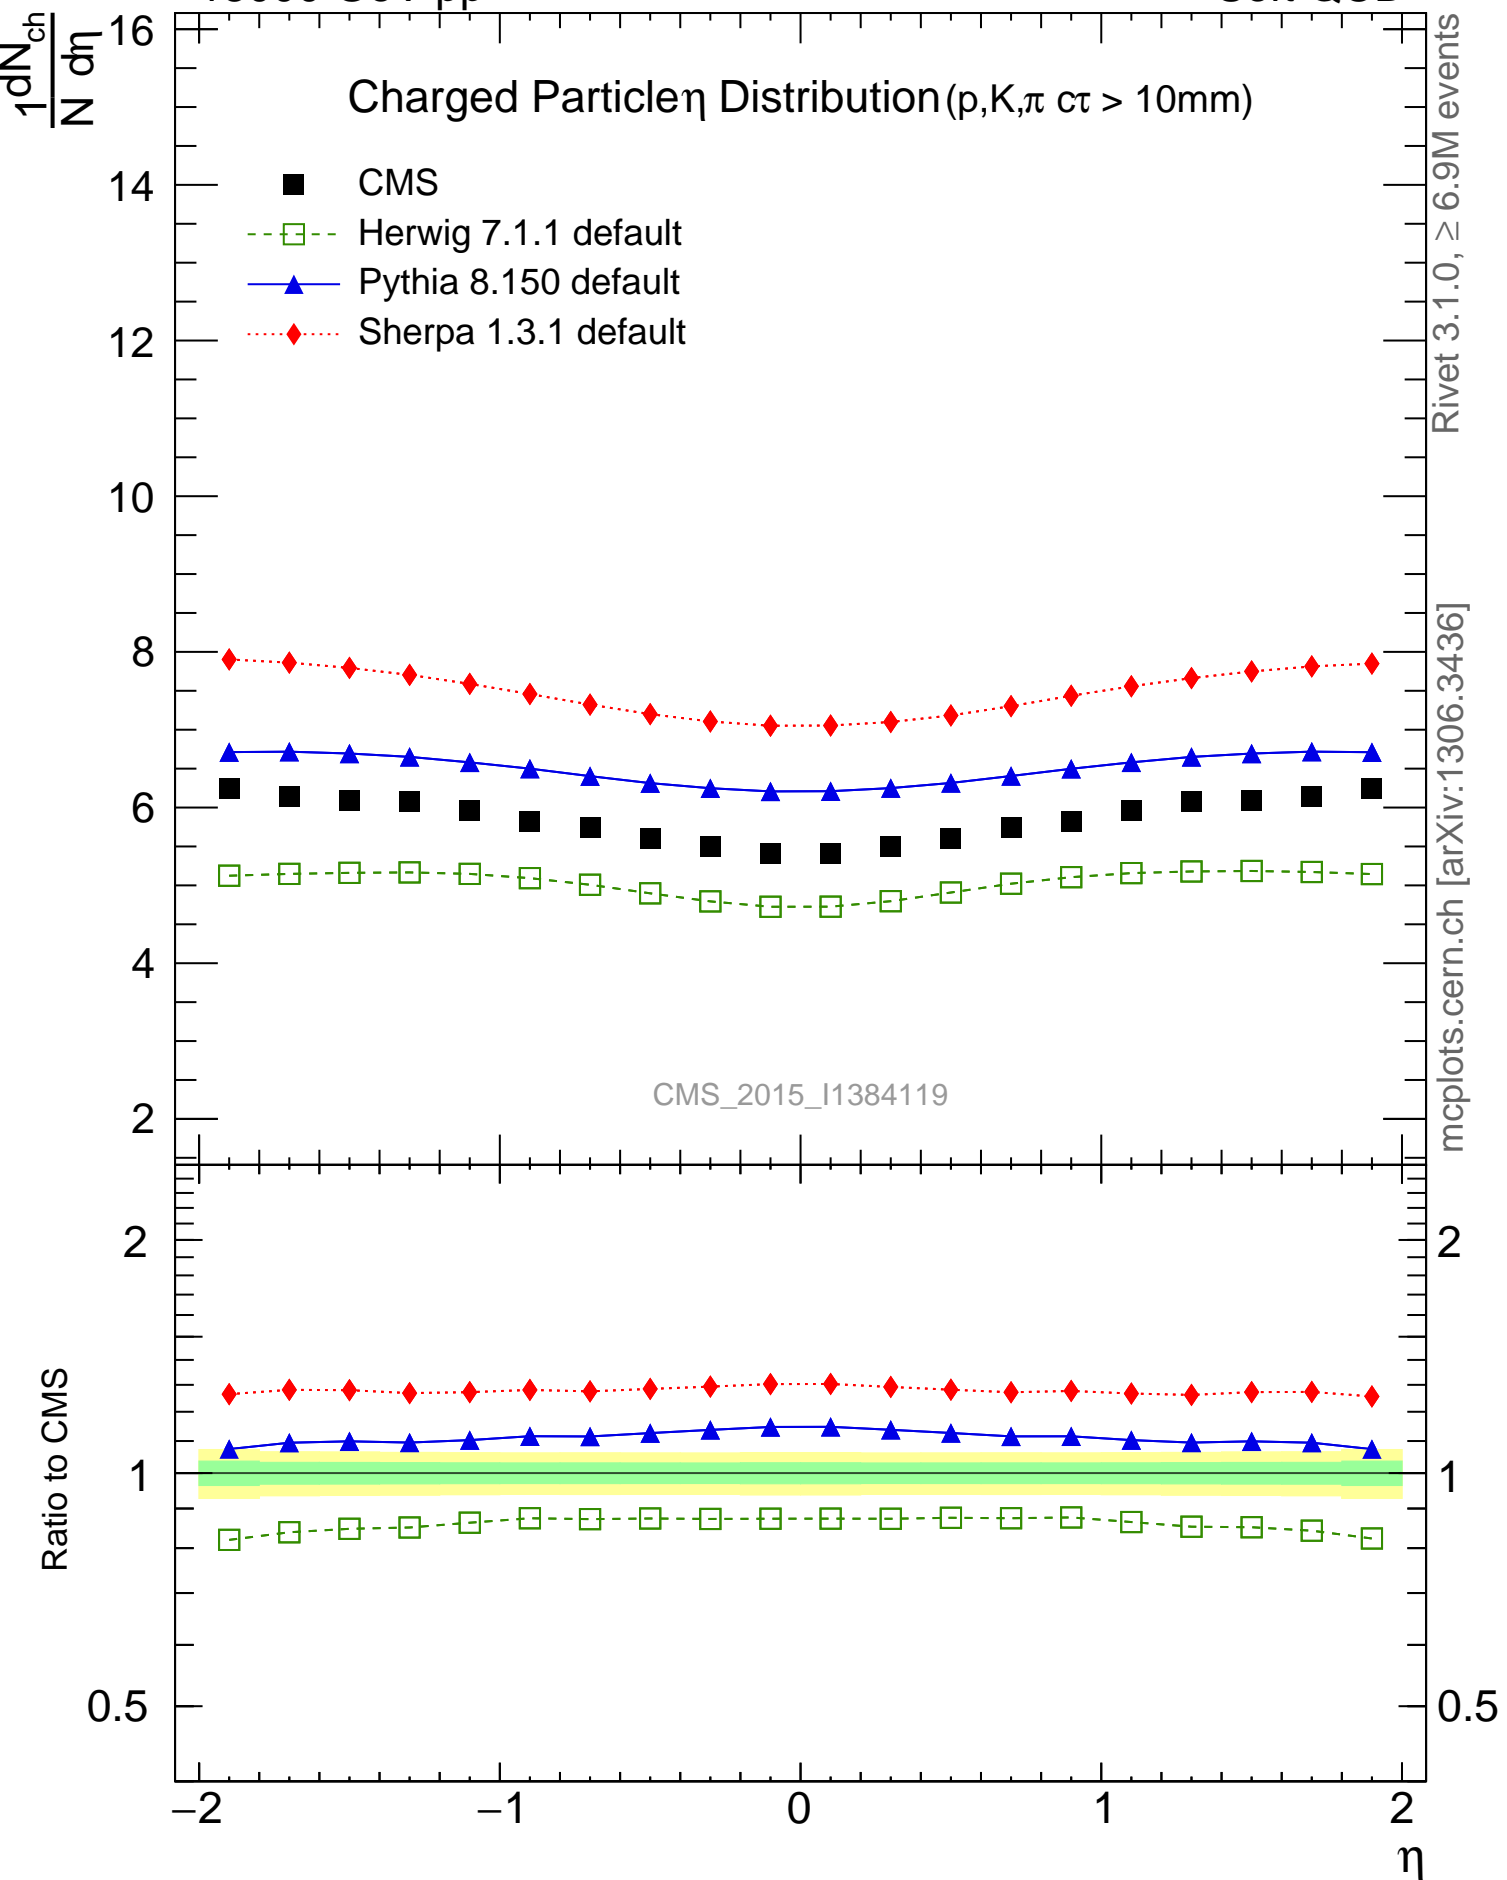 16
14
12
10
8
6
4
2
1 dN_ch
N dη
Charged Particle η Distribution (p,K,π cτ > 10mm)
CMS
Herwig 7.1.1 default
Pythia 8.150 default
Sherpa 1.3.1 default
CMS_2015_I1384119
Rivet 3.1.0, ≥ 6.9M events
mcplots.cern.ch [arXiv:1306.3436]
Ratio to CMS
2
1
0.5
2
1
0.5
−2 −1 0 1 2
η